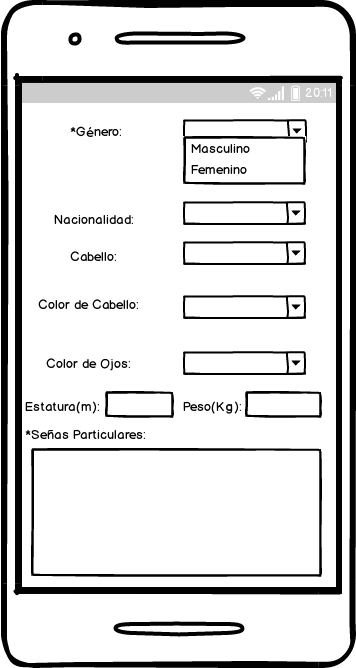 20:11
*Género:
Masculino
Femenino
Nacionalidad:
Cabello:
Color de Cabello:
Color de Ojos:
Estatura(m): Peso(Kg):
*Señas Particulares: